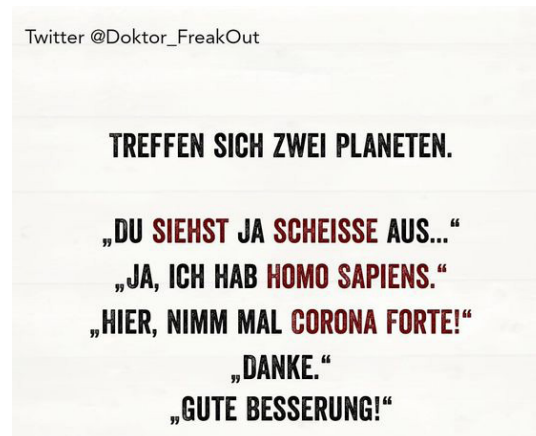 Twitter @Doktor_FreakOut
TREFFEN SICH ZWEI PLANETEN.
„DU SIEHST JA SCHEISSE AUS...“
„JA, ICH HAB HOMO SAPIENS.“
„HIER, NIMM MAL CORONA FORTE!“
„DANKE.“
„GUTE BESSERUNG!“